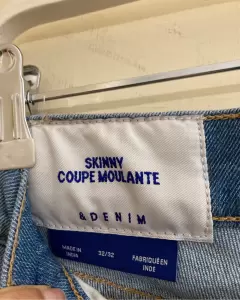 SKINNY
COUPE MOULANTE
&DENIM
MADE IN
INDIA
32/32
FABRIQUÉ EN
INDE